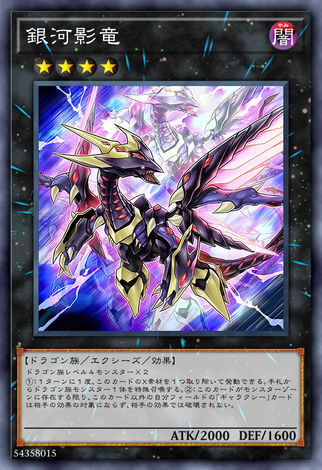 銀河影竜
やみ
闇
【ドラゴン族／エクシーズ／効果】
ドラゴン族レベル4モンスター×2
①:1ターンに1度、このカードのX素材を1つ取り除いて発動できる。手札か
らドラゴン族モンスター1体を特殊召喚する。②:このカードがモンスターゾー
ンに存在する限り、このカード以外の自分フィールドの「ギャラクシー」カード
は相手の効果の対象にならず、相手の効果では破壊されない。
ATK/2000 DEF/1600
54358015